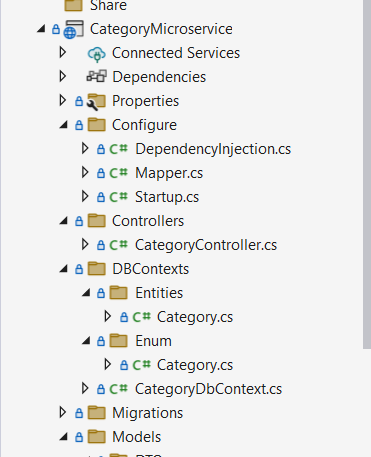 Share
CategoryMicroservice
Connected Services
Dependencies
Properties
Configure
C# DependencyInjection.cs
C# Mapper.cs
C# Startup.cs
Controllers
C# CategoryController.cs
DBContexts
Entities
C# Category.cs
Enum
C# Category.cs
C# CategoryDbContext.cs
Migrations
Models